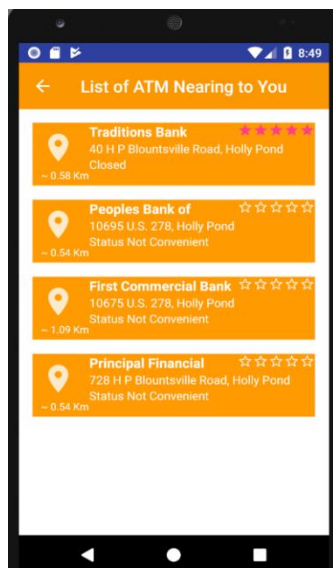 8:49
List of ATM Nearing to You
Traditions Bank
40 H P Blountsville Road, Holly Pond
Closed
~ 0.58 Km
Peoples Bank of
10695 U.S. 278, Holly Pond
Status Not Convenient
~ 0.54 Km
First Commercial Bank
10675 U.S. 278, Holly Pond
Status Not Convenient
~ 1.09 Km
Principal Financial
728 H P Blountsville Road, Holly Pond
Status Not Convenient
~ 0.54 Km